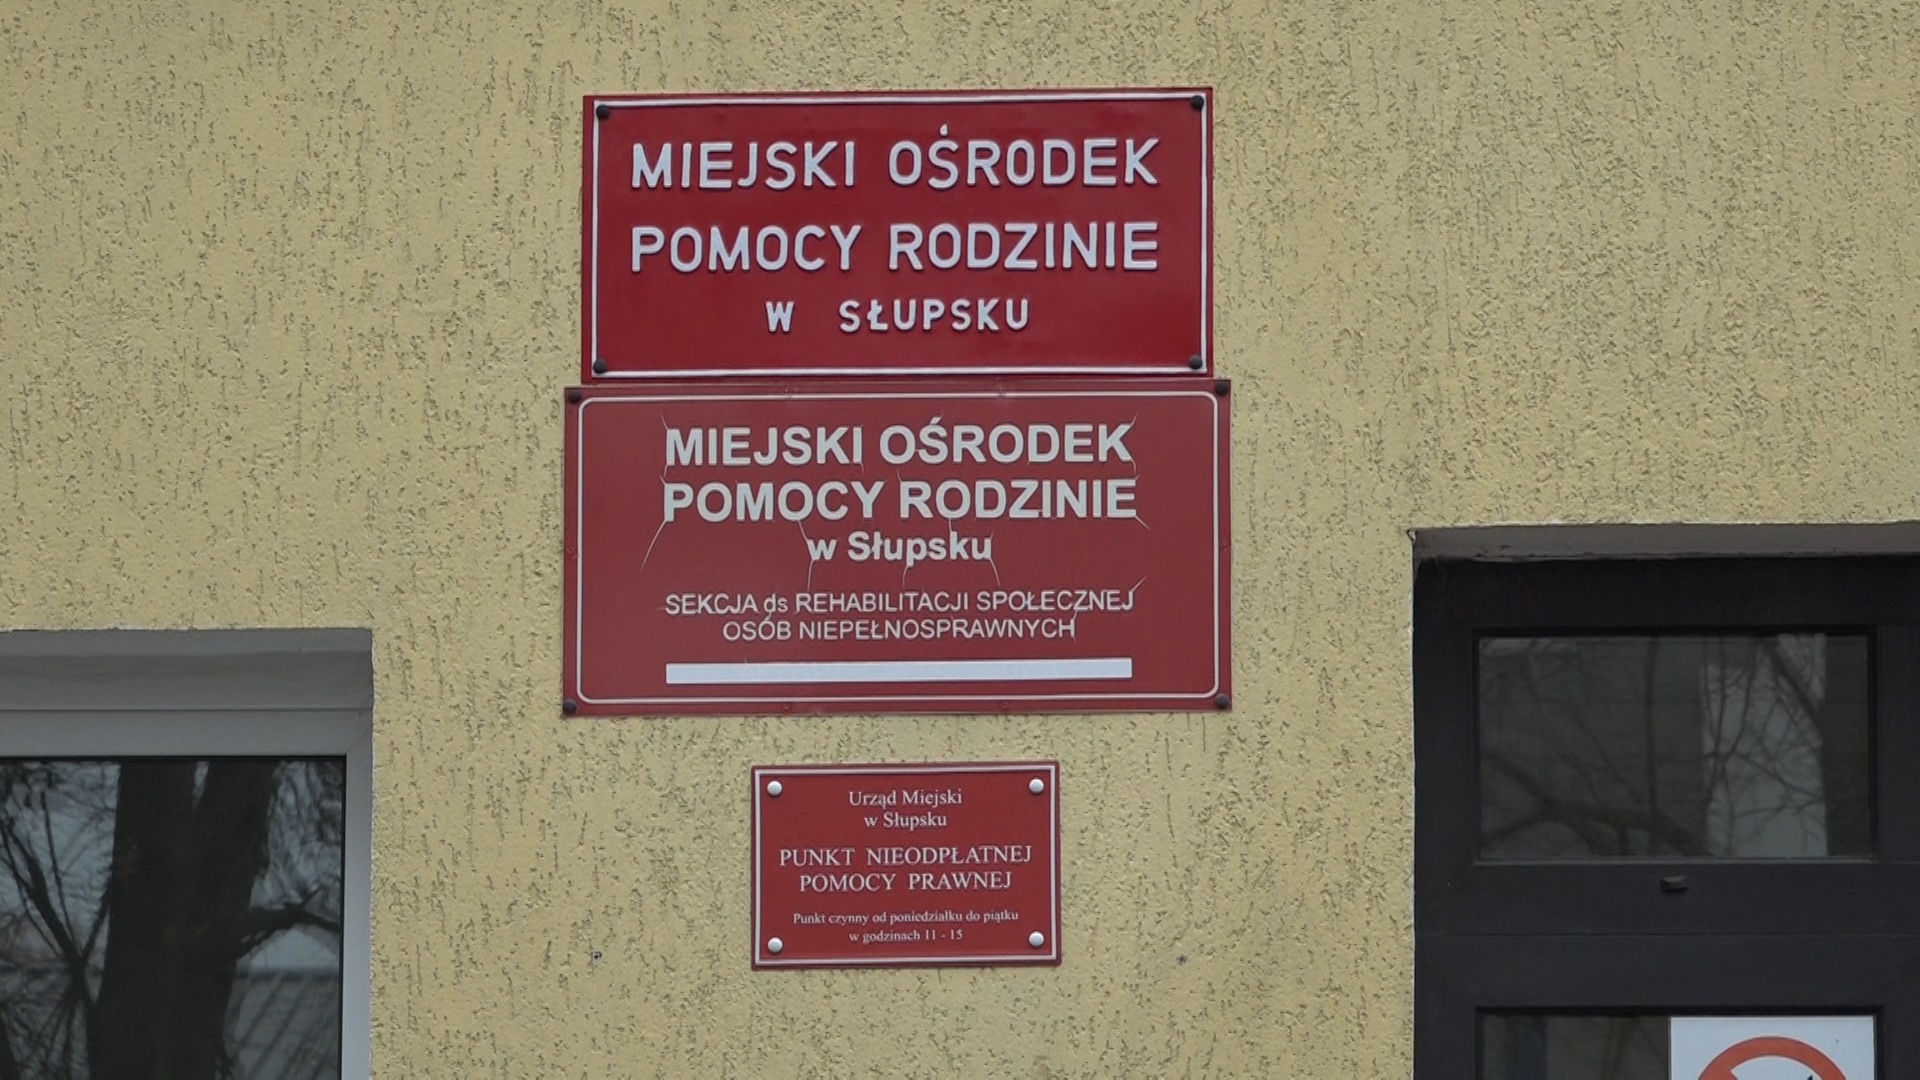 MIEJSKI OŚRODEK
POMOCY RODZINIE
W SŁUPSKU
MIEJSKI OŚRODEK
POMOCY RODZINIE
w Słupsku
SEKCJA ds REHABILITACJI SPOŁECZNEJ
OSÓB NIEPEŁNOSPRAWNYCH
Urząd Miejski
w Słupsku
PUNKT NIEODPŁATNEJ
POMOCY PRAWNEJ
Punkt czynny od poniedziałku do piątku
w godzinach 11 - 15